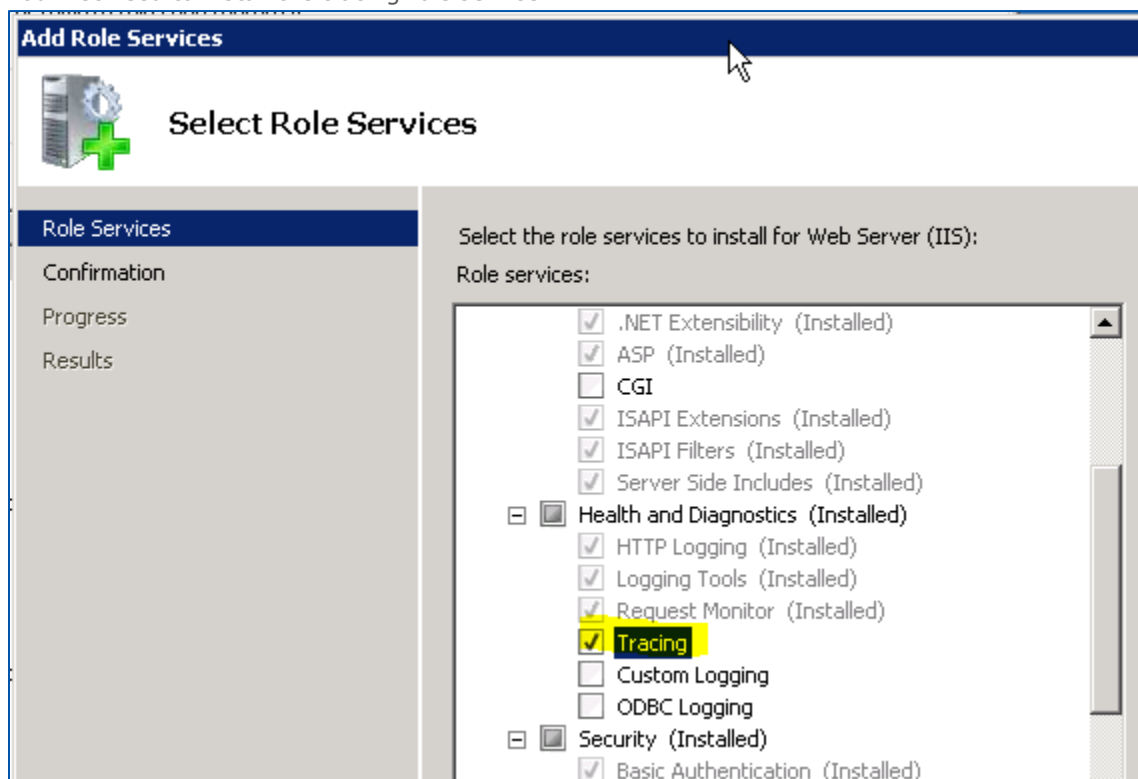 Add Role Services
Select Role Services
Role Services
Confirmation
Progress
Results
Select the role services to install for Web Server (IIS):
Role services:
.NET Extensibility (Installed)
ASP (Installed)
CGI
ISAPI Extensions (Installed)
ISAPI Filters (Installed)
Server Side Includes (Installed)
Health and Diagnostics (Installed)
HTTP Logging (Installed)
Logging Tools (Installed)
Request Monitor (Installed)
Tracing
Custom Logging
ODBC Logging
Security (Installed)
Basic Authentication (Installed)